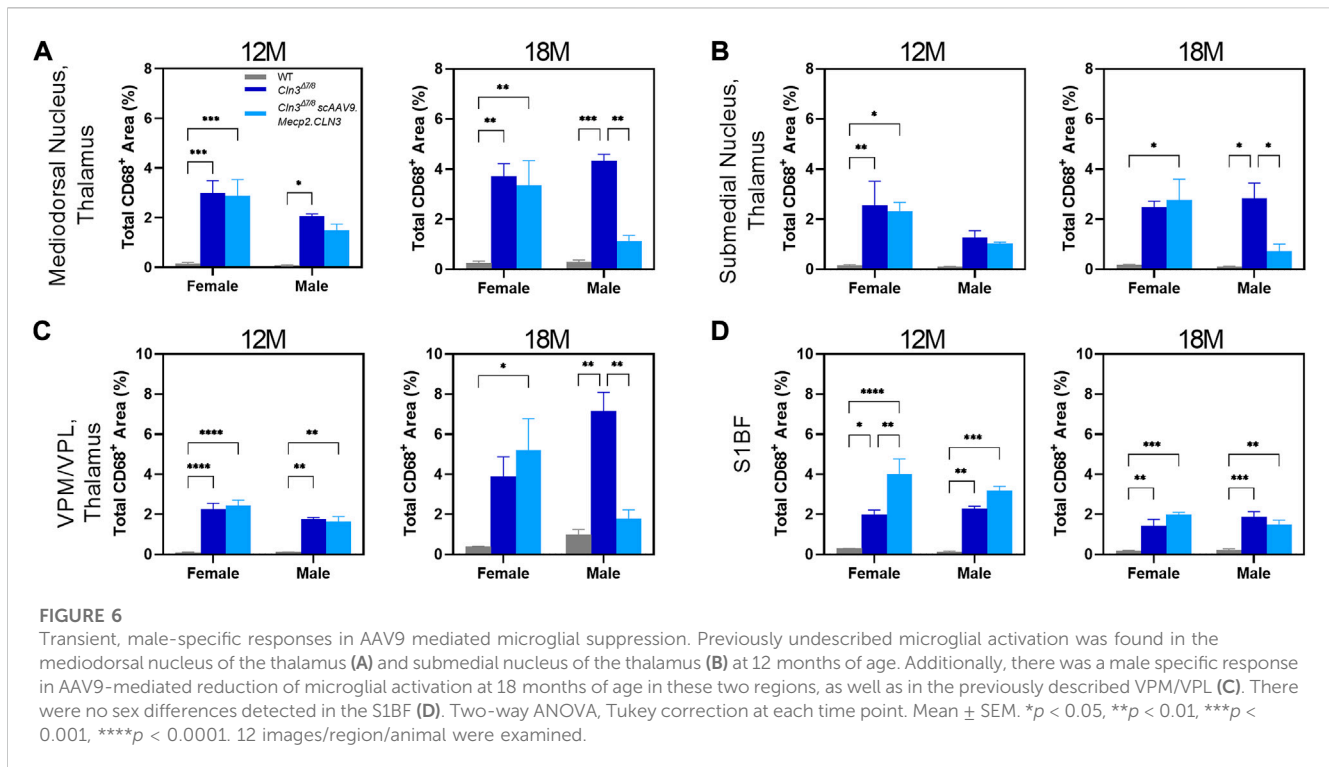 A
Mediodorsal Nucleus,
Thalamus
12M
Total CD68⁺ Area (%)
8
6
4
2
0
WT
Cln3^Δ7/8
Cln3^Δ7/8 scAAV9.
Mecp2.CLN3
***
***
*
Female
Male
18M
Total CD68⁺ Area (%)
8
6
4
2
0
**
**
***
**
Female
Male
B
Submedial Nucleus,
Thalamus
12M
Total CD68⁺ Area (%)
8
6
4
2
0
*
**
Female
Male
18M
Total CD68⁺ Area (%)
8
6
4
2
0
*
*
*
Female
Male
C
VPM/VPL,
Thalamus
12M
Total CD68⁺ Area (%)
10
8
6
4
2
0
****
****
**
**
Female
Male
18M
Total CD68⁺ Area (%)
10
8
6
4
2
0
*
**
**
Female
Male
D
S1BF
12M
Total CD68⁺ Area (%)
10
8
6
4
2
0
****
*
**
***
**
Female
Male
18M
Total CD68⁺ Area (%)
10
8
6
4
2
0
***
**
**
***
Female
Male
FIGURE 6
Transient, male-specific responses in AAV9 mediated microglial suppression. Previously undescribed microglial activation was found in the
mediodorsal nucleus of the thalamus (A) and submedial nucleus of the thalamus (B) at 12 months of age. Additionally, there was a male specific response
in AAV9-mediated reduction of microglial activation at 18 months of age in these two regions, as well as in the previously described VPM/VPL (C). There
were no sex differences detected in the S1BF (D). Two-way ANOVA, Tukey correction at each time point. Mean ± SEM. *p < 0.05, **p < 0.01, ***p <
0.001, ****p < 0.0001. 12 images/region/animal were examined.